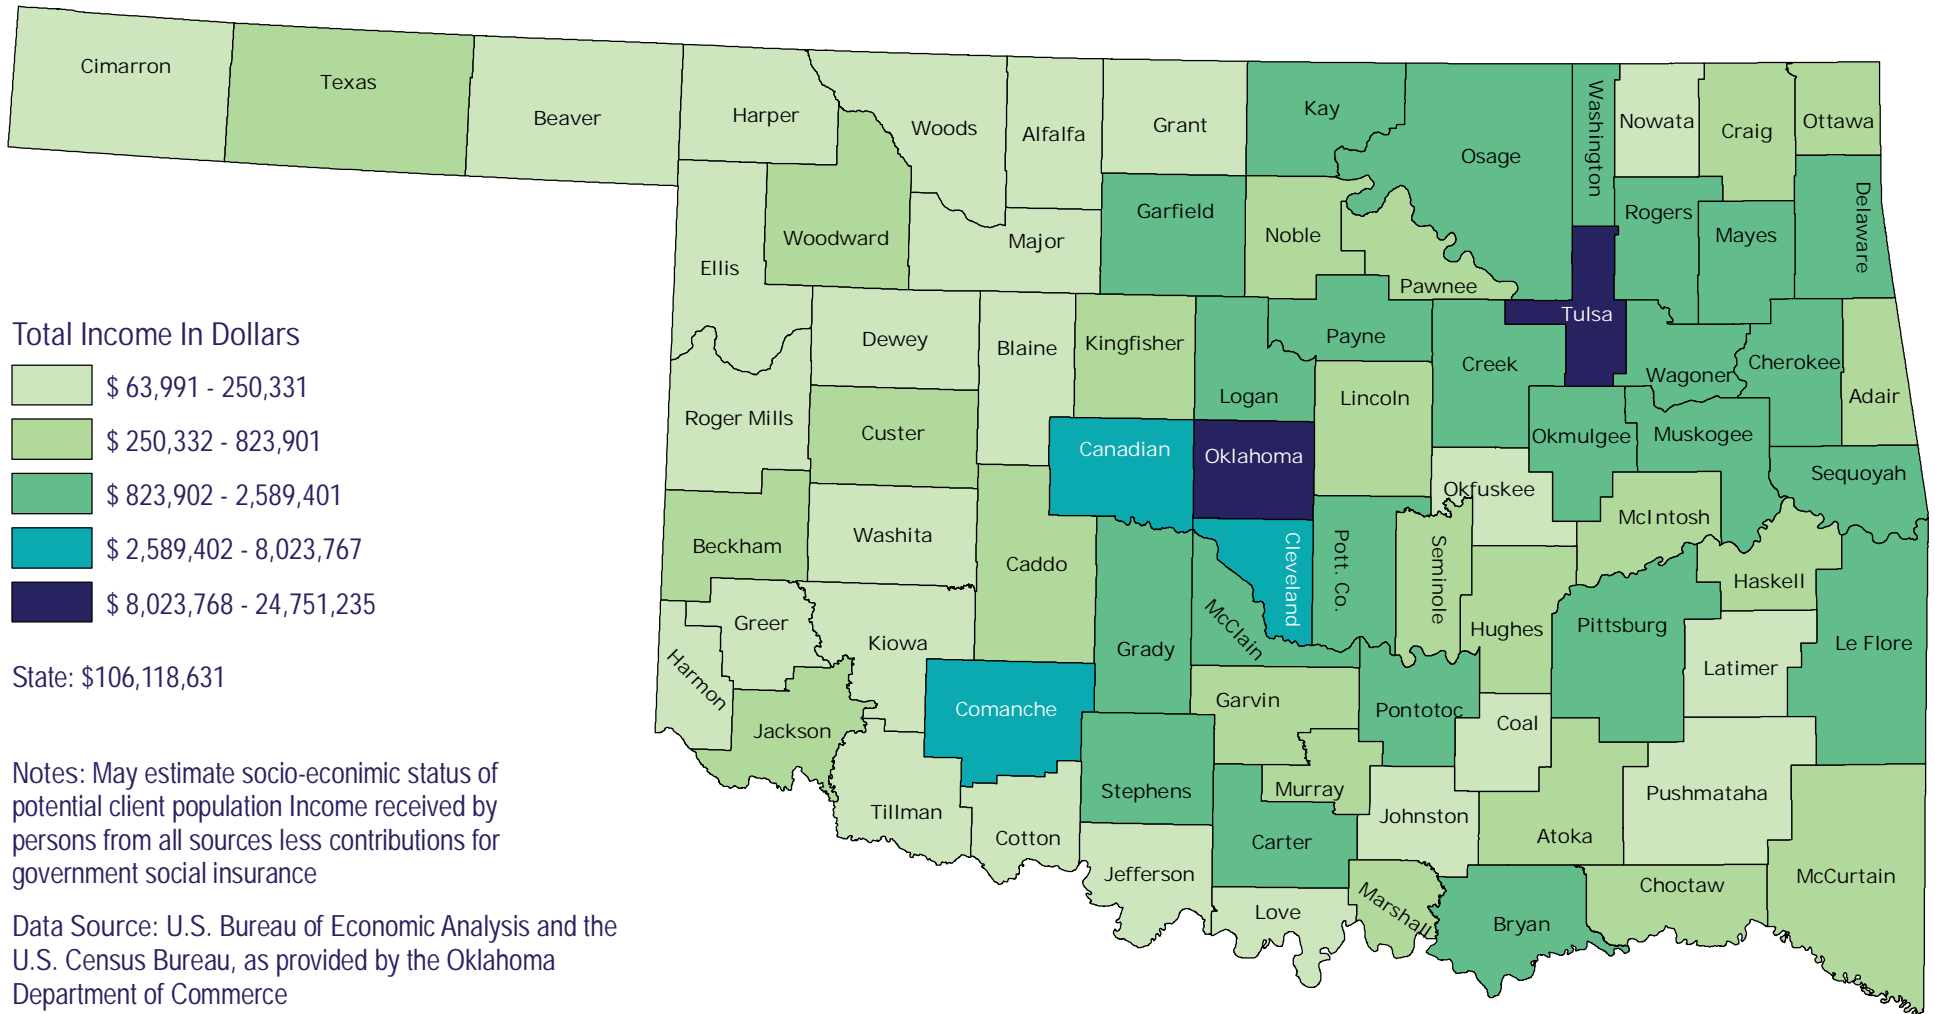 Cimarron
Texas
Beaver
Harper
Woods
Alfalfa
Grant
Kay
Osage
Washington
Nowata
Craig
Ottawa
Delaware
Rogers
Mayes
Garfield
Noble
Pawnee
Woodward
Major
Ellis
Tulsa
Total Income In Dollars
$ 63,991 - 250,331
$ 250,332 - 823,901
$ 823,902 - 2,589,401
$ 2,589,402 - 8,023,767
$ 8,023,768 - 24,751,235
State: $106,118,631
Dewey
Blaine
Kingfisher
Logan
Payne
Creek
Wagoner
Cherokee
Adair
Lincoln
Roger Mills
Custer
Canadian
Oklahoma
Okmulgee
Muskogee
Sequoyah
Okfuskee
McIntosh
Beckham
Washita
Caddo
Cleveland
Pott. Co.
Seminole
Haskell
Greer
Kiowa
Grady
McClain
Hughes
Pittsburg
Latimer
Le Flore
Harmon
Jackson
Comanche
Garvin
Pontotoc
Coal
Stephens
Murray
Johnston
Atoka
Pushmataha
Tillman
Cotton
Carter
Jefferson
Love
Marshall
Bryan
Choctaw
McCurtain
Notes: May estimate socio-econimic status of
potential client population Income received by
persons from all sources less contributions for
government social insurance
Data Source: U.S. Bureau of Economic Analysis and the
U.S. Census Bureau, as provided by the Oklahoma
Department of Commerce